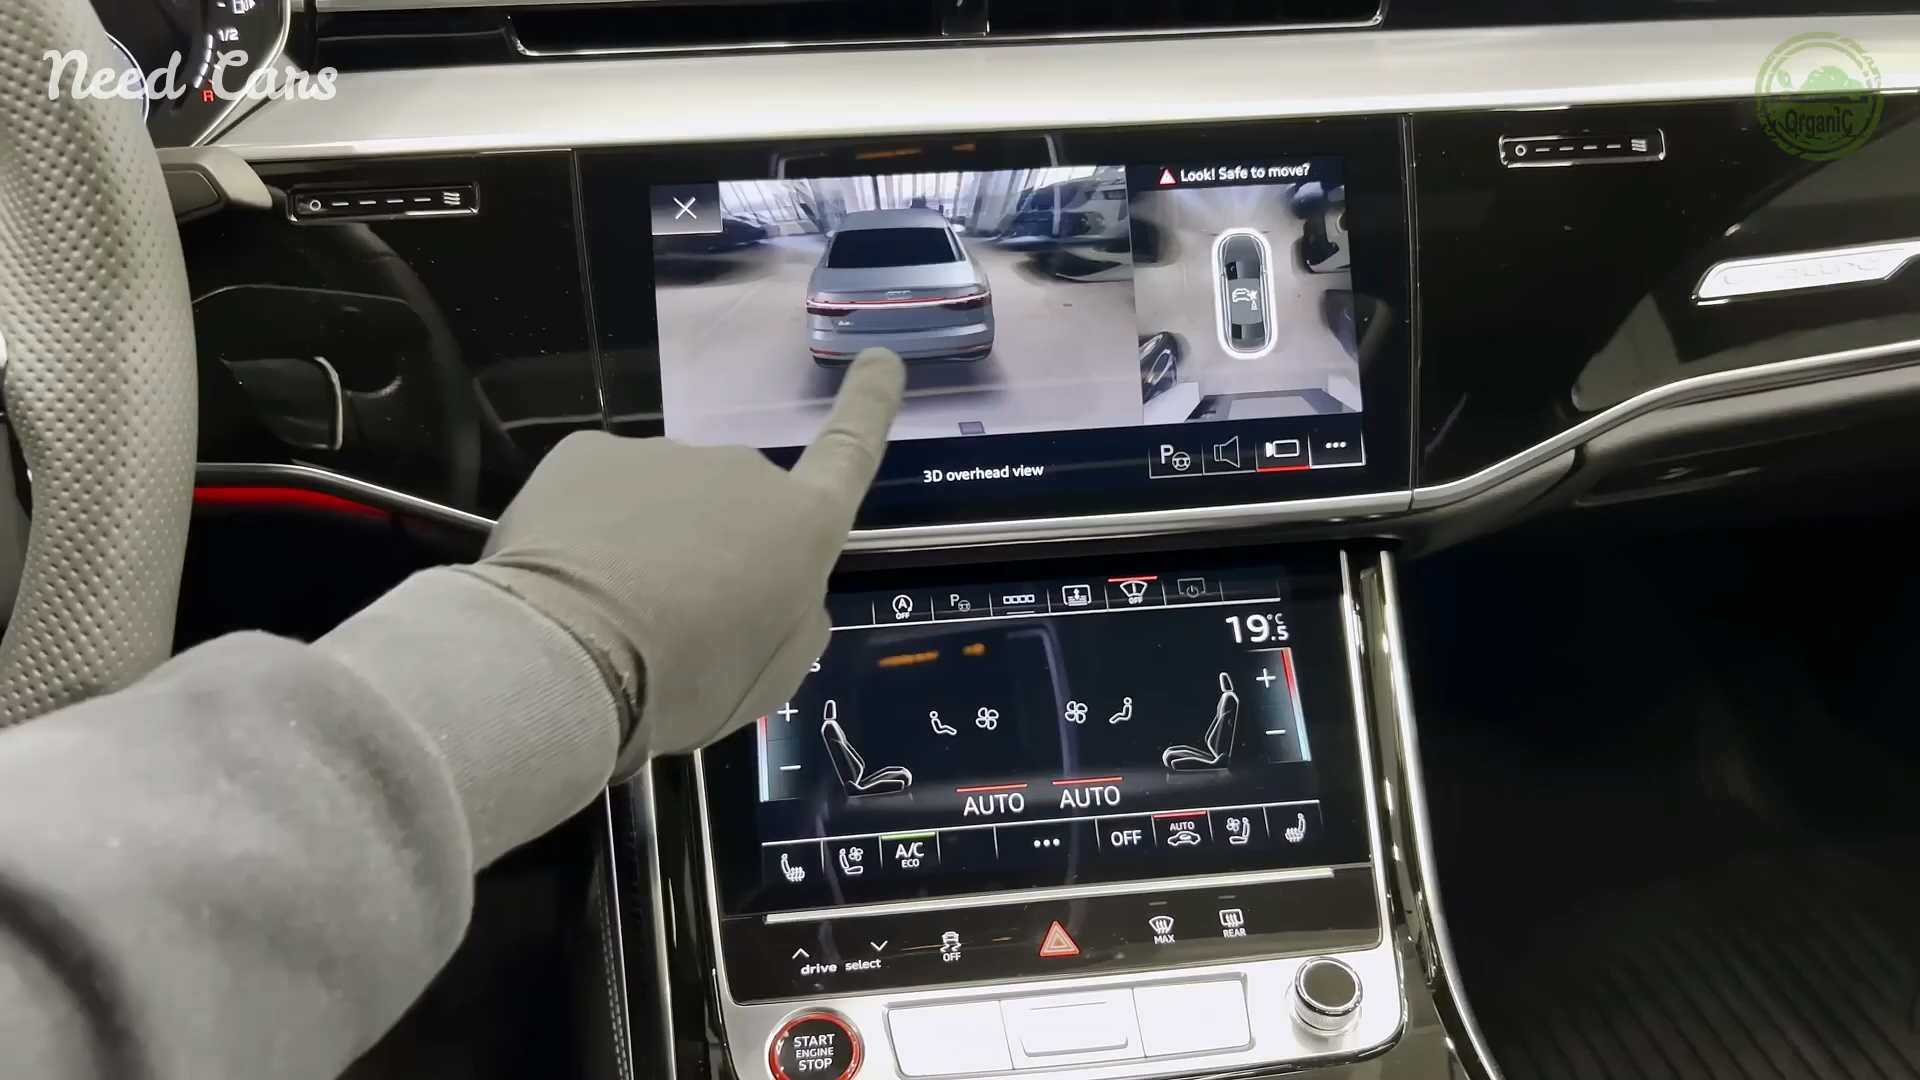 Need Cars
1/2
R
OrganiC
Look! Safe to move?
3D overhead view
P
A
OFF
P
OFF
19.5
°C
+
+
−
−
AUTO
AUTO
A/C
ECO
OFF
AUTO
drive select
OFF
MAX
REAR
START
ENGINE
STOP